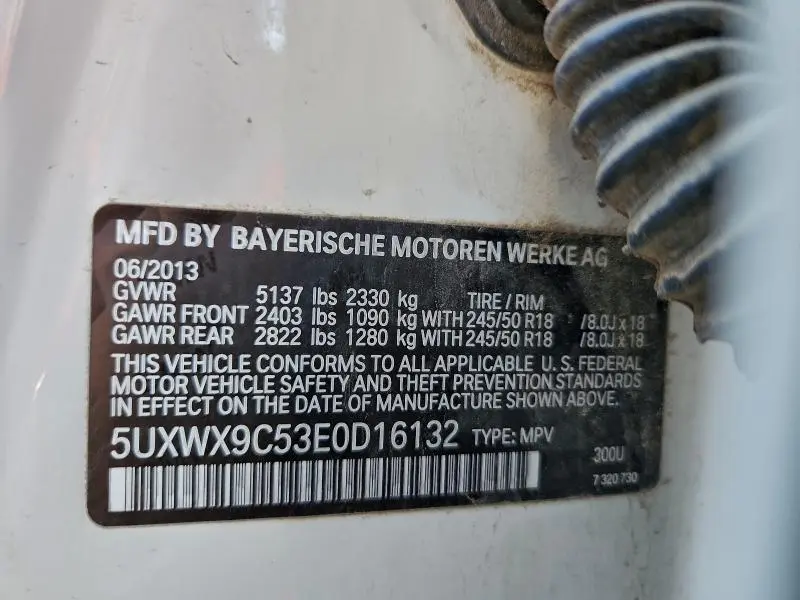 MFD BY BAYERISCHE MOTOREN WERKE AG
06/2013
GVWR 5137 lbs 2330 kg TIRE / RIM
GAWR FRONT 2403 lbs 1090 kg WITH 245/50 R18 /8.0J x 18
GAWR REAR 2822 lbs 1280 kg WITH 245/50 R18 /8.0J x 18
THIS VEHICLE CONFORMS TO ALL APPLICABLE U.S. FEDERAL
MOTOR VEHICLE SAFETY AND THEFT PREVENTION STANDARDS
IN EFFECT ON THE DATE OF MANUFACTURE SHOWN ABOVE.
5UXWX9C53E0D16132 TYPE: MPV 300U
7 320 730